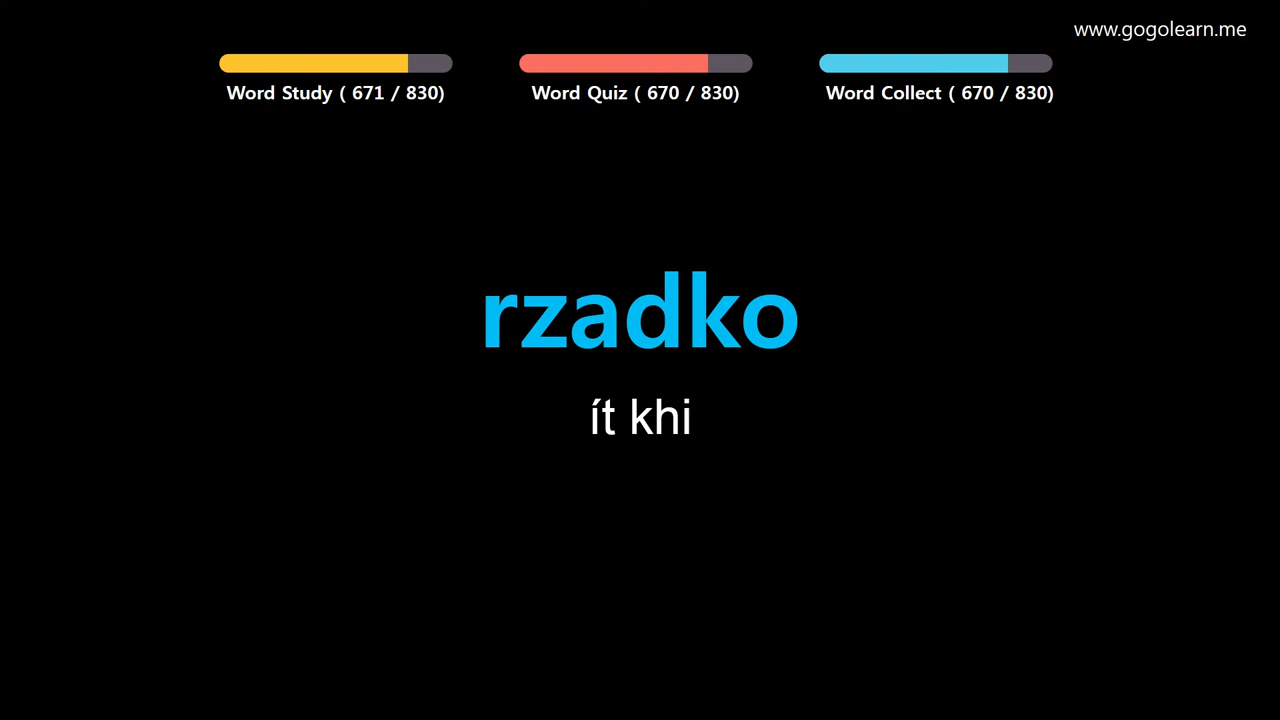 www.gogolearn.me
Word Study ( 671 / 830)
Word Quiz ( 670 / 830)
Word Collect ( 670 / 830)
rzadko
ít khi